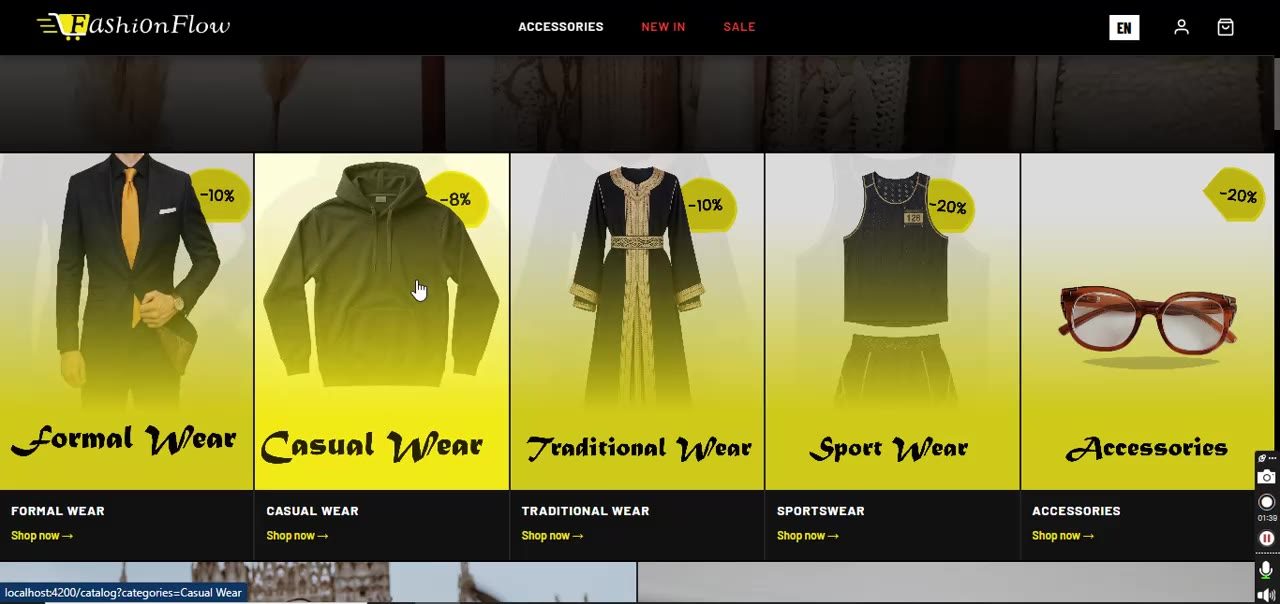 FashionFlow
ACCESSORIES NEW IN SALE
EN
-10%
-8%
-10%
-20%
-20%
128
Formal Wear
Casual Wear
Traditional Wear
Sport Wear
Accessories
FORMAL WEAR
CASUAL WEAR
TRADITIONAL WEAR
SPORTSWEAR
ACCESSORIES
Shop now →
Shop now →
Shop now →
Shop now →
Shop now →
01:39
localhost:4200/catalog?categories=Casual Wear